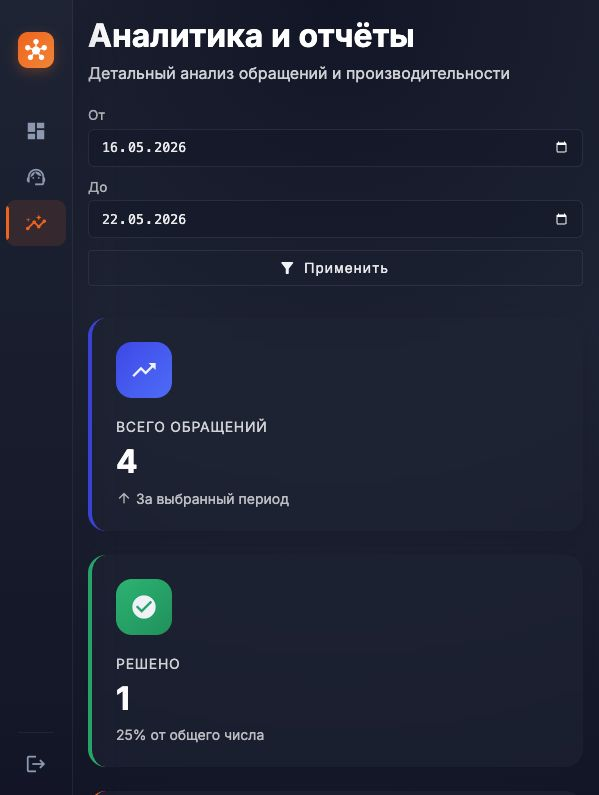 Аналитика и отчёты
Детальный анализ обращений и производительности
От
16.05.2026
До
22.05.2026
Применить
ВСЕГО ОБРАЩЕНИЙ
4
↑ За выбранный период
РЕШЕНО
1
25% от общего числа